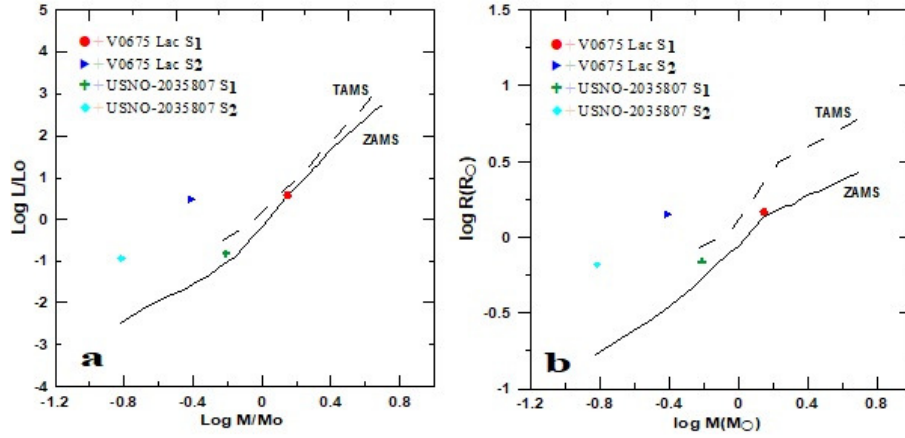 5
4
3
2
1
0
-1
-2
-3
-4
Log L/Lo
V0675 Lac S1
V0675 Lac S2
USNO-2035807 S1
USNO-2035807 S2
TAMS
ZAMS
a
-1.2 -0.8 -0.4 0 0.4 0.8
Log M/Mo
1.5
1
0.5
0
-0.5
-1
log R(R○)
V0675 Lac S1
V0675 Lac S2
USNO-2035807 S1
USNO-2035807 S2
TAMS
ZAMS
b
-1.2 -0.8 -0.4 0 0.4 0.8
log M(M○)